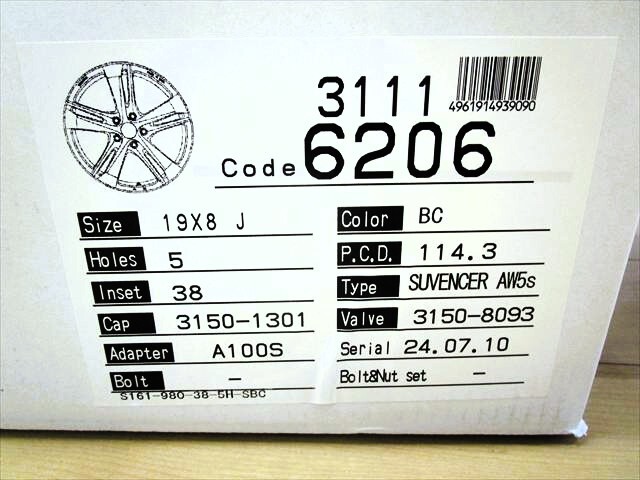 3111
4961914939090
Code 6206
Size 19X8 J Color BC
Holes 5 P.C.D. 114.3
Inset 38 Type SUVENCER AW5s
Cap 3150-1301 Valve 3150-8093
Adapter A100S Serial 24.07.10
Bolt - Bolt&Nut set -
S161-980-38-5H-SBC